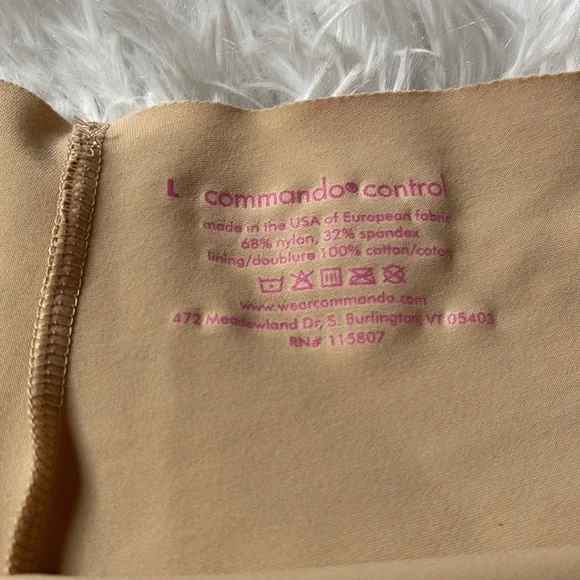 L commando® control
made in the USA of European fabric
68% nylon, 32% spandex
lining/doublure 100% cotton/coton
www.wearcommando.com
472 Meadowland Dr, S. Burlington, VT 05403
RN# 115807